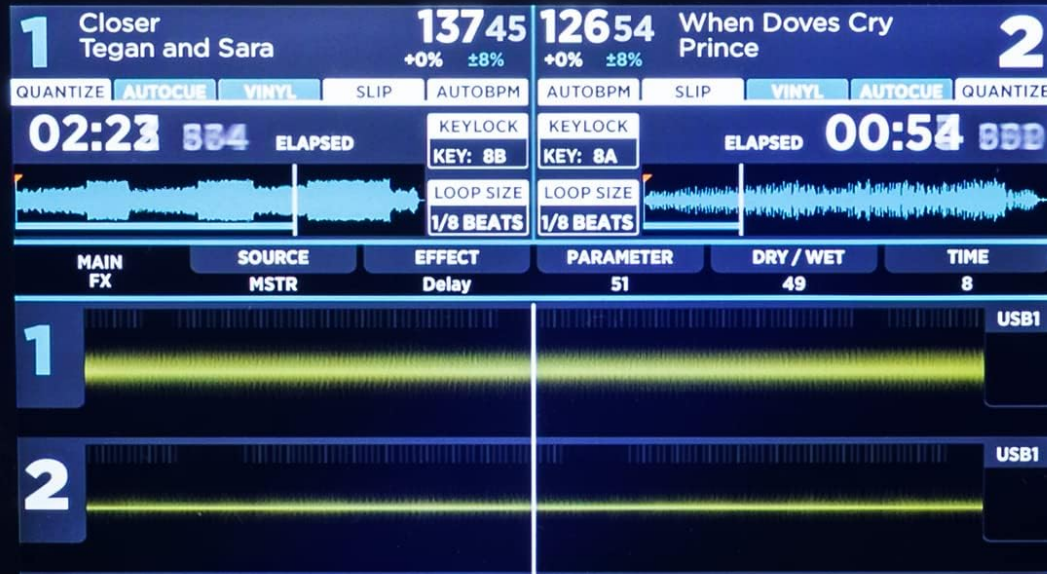 1
Closer
Tegan and Sara
13745
+0% ±8%
12654
+0% ±8%
When Doves Cry
Prince
2
QUANTIZE AUTOCUE VINYL SLIP AUTOBPM
AUTOBPM SLIP VINYL AUTOCUE QUANTIZE
ELAPSED
KEYLOCK
KEY: 8B
LOOP SIZE
1/8 BEATS
KEYLOCK
KEY: 8A
LOOP SIZE
1/8 BEATS
ELAPSED
MAIN
FX
SOURCE EFFECT PARAMETER DRY / WET TIME
MSTR Delay 51 49 8
1
USB1
2
USB1